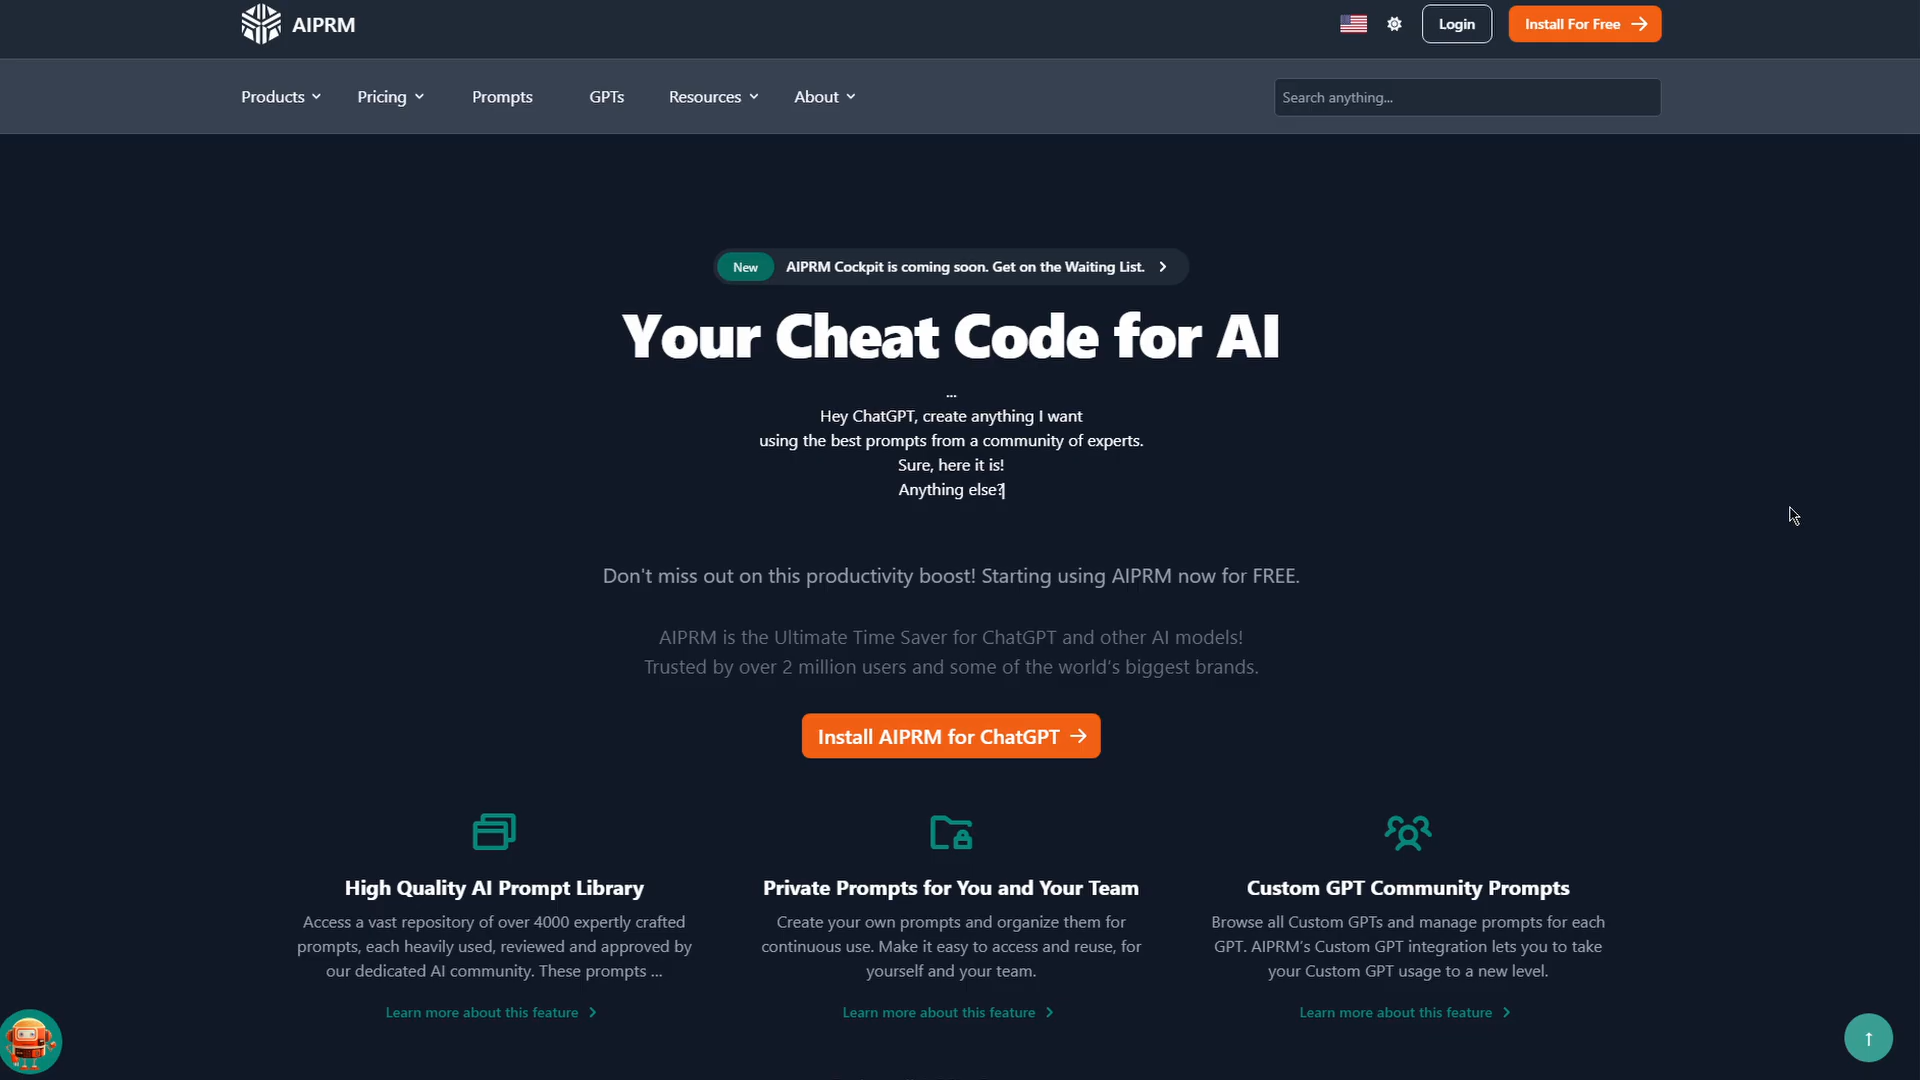 AIPRM
Login
Install For Free
Products
Pricing
Prompts
GPTs
Resources
About
Search anything...
New
AIPRM Cockpit is coming soon. Get on the Waiting List.
Your Cheat Code for AI
...
Hey ChatGPT, create anything I want
using the best prompts from a community of experts.
Sure, here it is!
Anything else?
Don't miss out on this productivity boost! Starting using AIPRM now for FREE.
AIPRM is the Ultimate Time Saver for ChatGPT and other AI models!
Trusted by over 2 million users and some of the world's biggest brands.
Install AIPRM for ChatGPT
High Quality AI Prompt Library
Access a vast repository of over 4000 expertly crafted
prompts, each heavily used, reviewed and approved by
our dedicated AI community. These prompts ...
Learn more about this feature
Private Prompts for You and Your Team
Create your own prompts and organize them for
continuous use. Make it easy to access and reuse, for
yourself and your team.
Learn more about this feature
Custom GPT Community Prompts
Browse all Custom GPTs and manage prompts for each
GPT. AIPRM's Custom GPT integration lets you to take
your Custom GPT usage to a new level.
Learn more about this feature